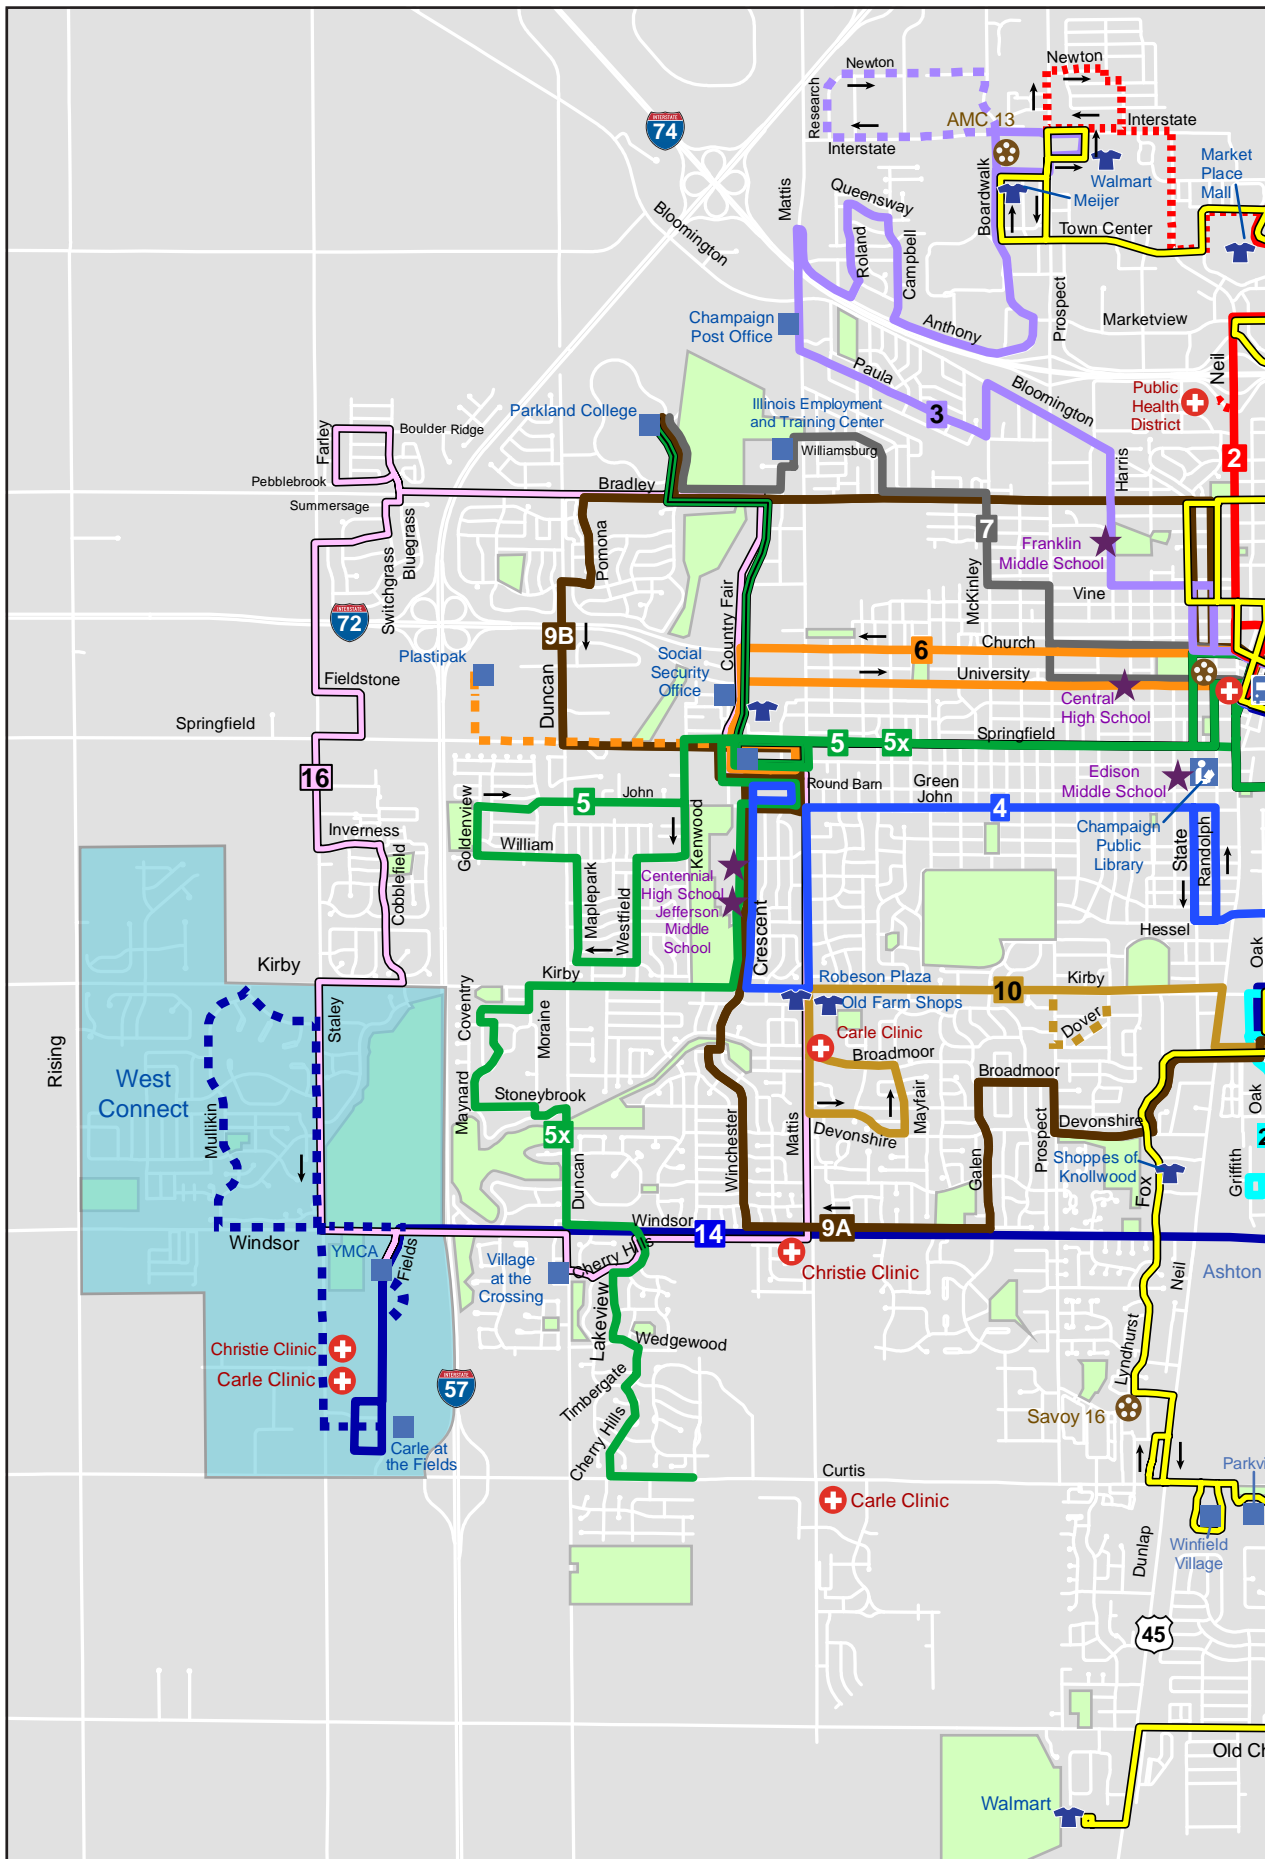 Newton
Newton
Research
INTERSTATE
74
AMC 13
Interstate
Interstate
Market
Place
Mall
Walmart
Meijer
Mattis
Queensway
Boardwalk
Bloomington
Roland
Campbell
Town Center
Prospect
Champaign
Post Office
Anthony
Marketview
Paula
Neil
Bloomington
Public
Health
District
Parkland College
Illinois Employment
and Training Center
3
Farley
Boulder Ridge
Williamsburg
Harris
2
Pebblebrook
Bradley
Summersage
Bluegrass
Pomona
7
Franklin
Middle School
Switchgrass
McKinley
Country Fair
Vine
INTERSTATE
72
9B
Church
6
Plastipak
Social
Security
Office
University
Fieldstone
Duncan
Central
High School
Springfield
Springfield
5
5x
16
Round Barn
Green
John
Edison
Middle School
John
5
4
Goldenview
Inverness
William
Kenwood
Champaign
Public
Library
State
Randolph
Cobblefield
Centennial
High School
Jefferson
Middle
School
Maplepark
Westfield
Crescent
Hessel
Oak
Kirby
Kirby
Robeson Plaza
Kirby
10
Old Farm Shops
Staley
Coventry
Moraine
Dover
Carle Clinic
Broadmoor
Rising
West
Connect
Broadmoor
Maynard
Stoneybrook
Mayfair
Oak
Mullikin
5x
Winchester
Mattis
Devonshire
Prospect
Devonshire
Shoppes of
Knollwood
Galen
Griffith
Duncan
Fox
Windsor
Windsor
14
9A
YMCA
Fields
Village
at the
Crossing
Cherry Hills
Christie Clinic
Neil
Ashton
Lakeview
Wedgewood
Christie Clinic
Carle Clinic
Lyndhurst
INTERSTATE
57
Timbergate
Savoy 16
Cherry Hills
Carle at
the Fields
Curtis
Carle Clinic
Parkvi
Winfield
Village
Dunlap
45
Old Ch
Walmart